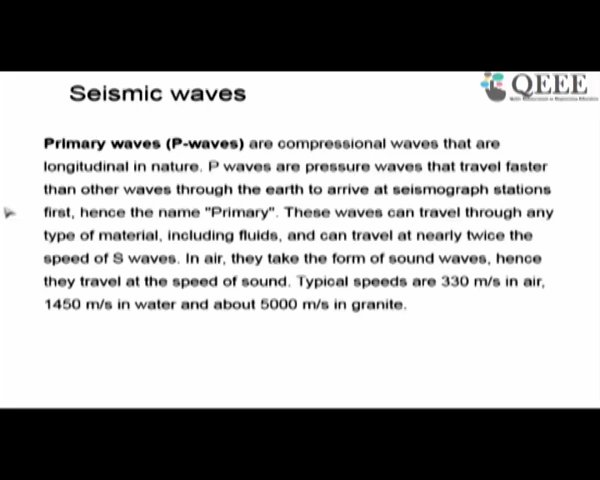 Seismic waves
QEEE
Primary waves (P-waves) are compressional waves that are
longitudinal in nature. P waves are pressure waves that travel faster
than other waves through the earth to arrive at seismograph stations
first, hence the name "Primary". These waves can travel through any
type of material, including fluids, and can travel at nearly twice the
speed of S waves. In air, they take the form of sound waves, hence
they travel at the speed of sound. Typical speeds are 330 m/s in air,
1450 m/s in water and about 5000 m/s in granite.